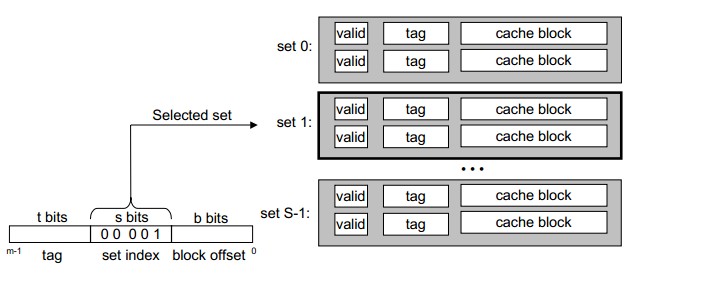 set 0:
valid tag cache block
valid tag cache block
Selected set
set 1:
valid tag cache block
valid tag cache block
• • •
set S-1:
valid tag cache block
valid tag cache block
t bits s bits b bits
0 0 0 0 1
m-1 tag set index block offset 0